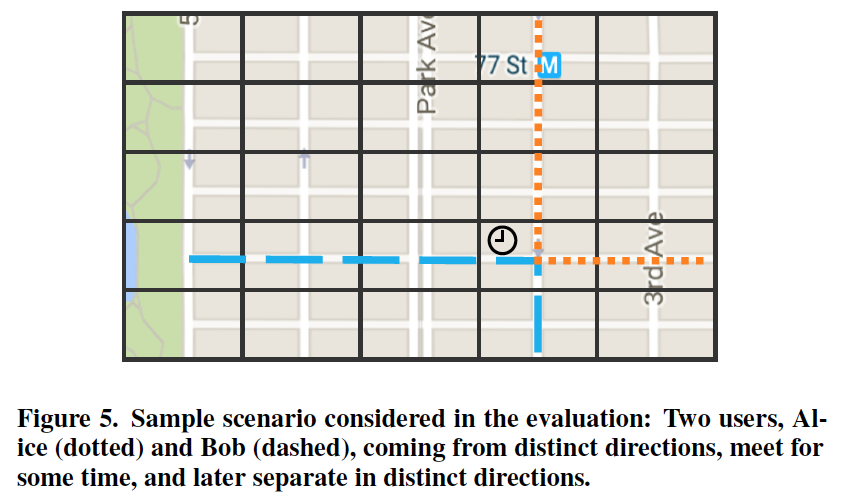 5
Park Ave
77 St M
3rd Ave
Figure 5. Sample scenario considered in the evaluation: Two users, Al-
ice (dotted) and Bob (dashed), coming from distinct directions, meet for
some time, and later separate in distinct directions.